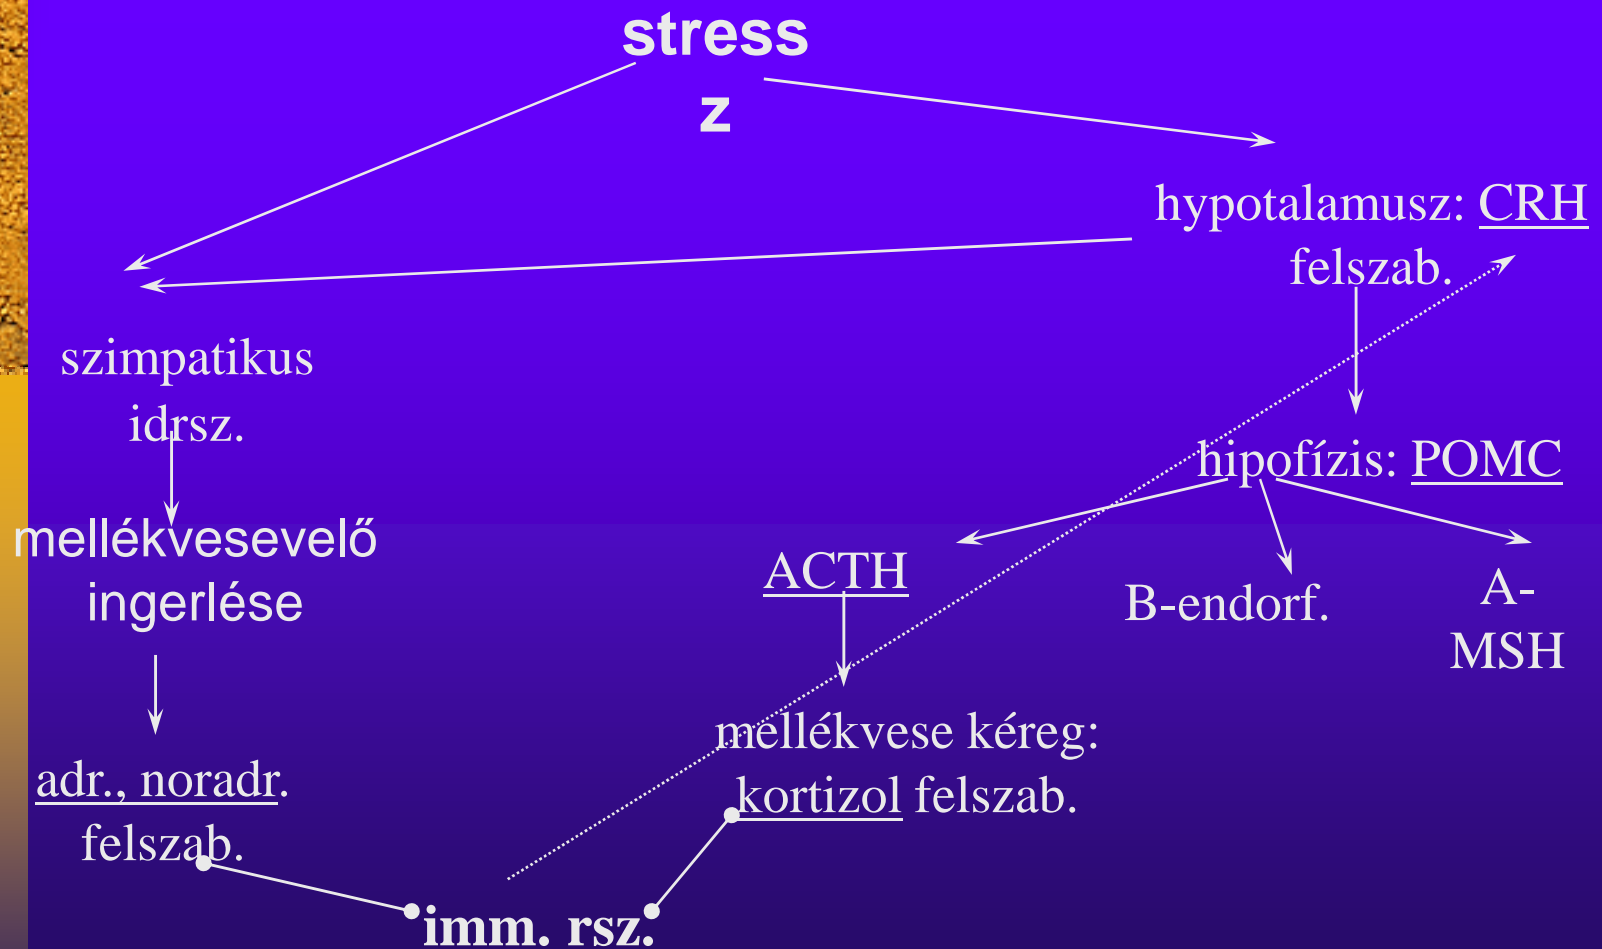 stress
z
hypotalamusz: CRH
felszab.
szimpatikus
idrsz.
hipofízis: POMC
mellékvesevelő
ingerlése
ACTH
B-endorf.
A-
MSH
mellékvese kéreg:
kortizol felszab.
adr., noradr.
felszab.
imm. rsz.